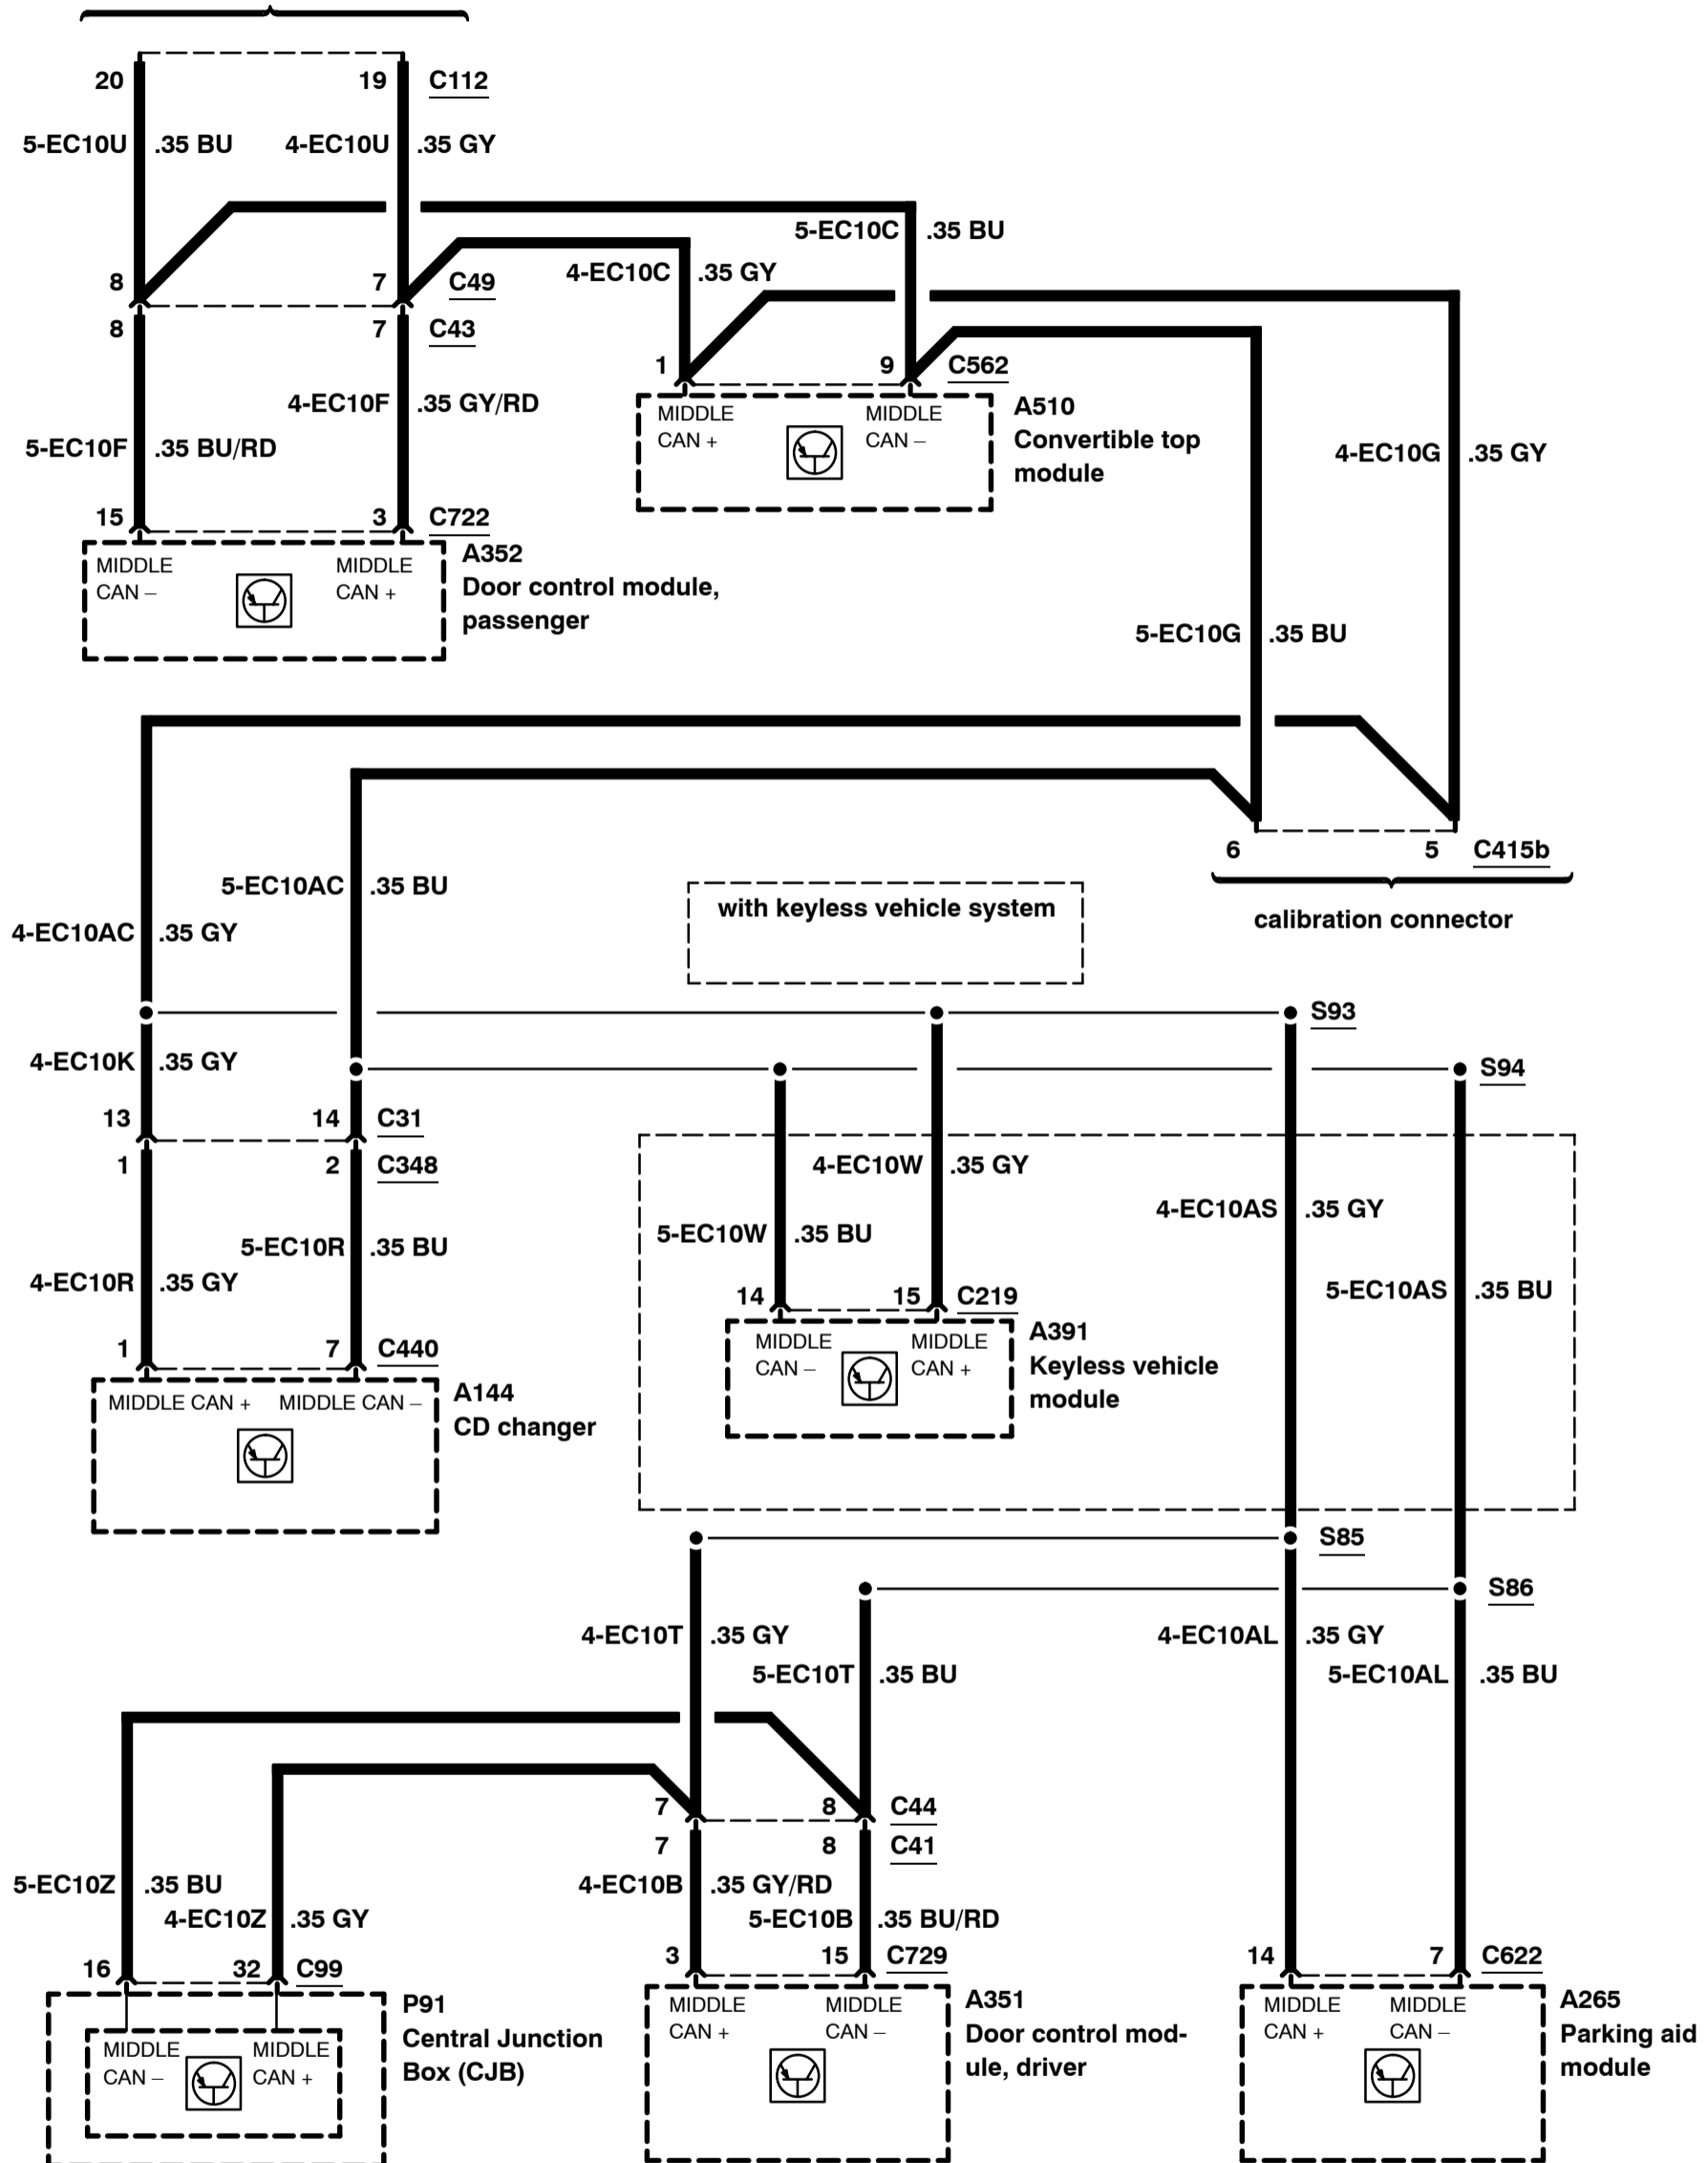 20 19 C112
5-EC10U .35 BU 4-EC10U .35 GY
5-EC10C .35 BU
4-EC10C .35 GY
8 7 C49
8 7 C43
1 9 C562
4-EC10F .35 GY/RD
5-EC10F .35 BU/RD
MIDDLE CAN + MIDDLE CAN –
A510
Convertible top
module
4-EC10G .35 GY
15 3 C722
MIDDLE CAN – MIDDLE CAN +
A352
Door control module,
passenger
5-EC10G .35 BU
6 5 C415b
calibration connector
5-EC10AC .35 BU
4-EC10AC .35 GY
with keyless vehicle system
S93
4-EC10K .35 GY
S94
13 14 C31
1 2 C348
4-EC10W .35 GY
4-EC10AS .35 GY
5-EC10W .35 BU
5-EC10R .35 BU
4-EC10R .35 GY
5-EC10AS .35 BU
14 15 C219
MIDDLE CAN – MIDDLE CAN +
A391
Keyless vehicle
module
1 7 C440
MIDDLE CAN + MIDDLE CAN –
A144
CD changer
S85
S86
4-EC10T .35 GY
4-EC10AL .35 GY
5-EC10T .35 BU
5-EC10AL .35 BU
7 8 C44
7 8 C41
5-EC10Z .35 BU
4-EC10B .35 GY/RD
4-EC10Z .35 GY
5-EC10B .35 BU/RD
16 32 C99
3 15 C729
14 7 C622
P91
Central Junction
Box (CJB)
MIDDLE CAN – MIDDLE CAN +
MIDDLE CAN + MIDDLE CAN –
A351
Door control mod-
ule, driver
MIDDLE CAN + MIDDLE CAN –
A265
Parking aid
module